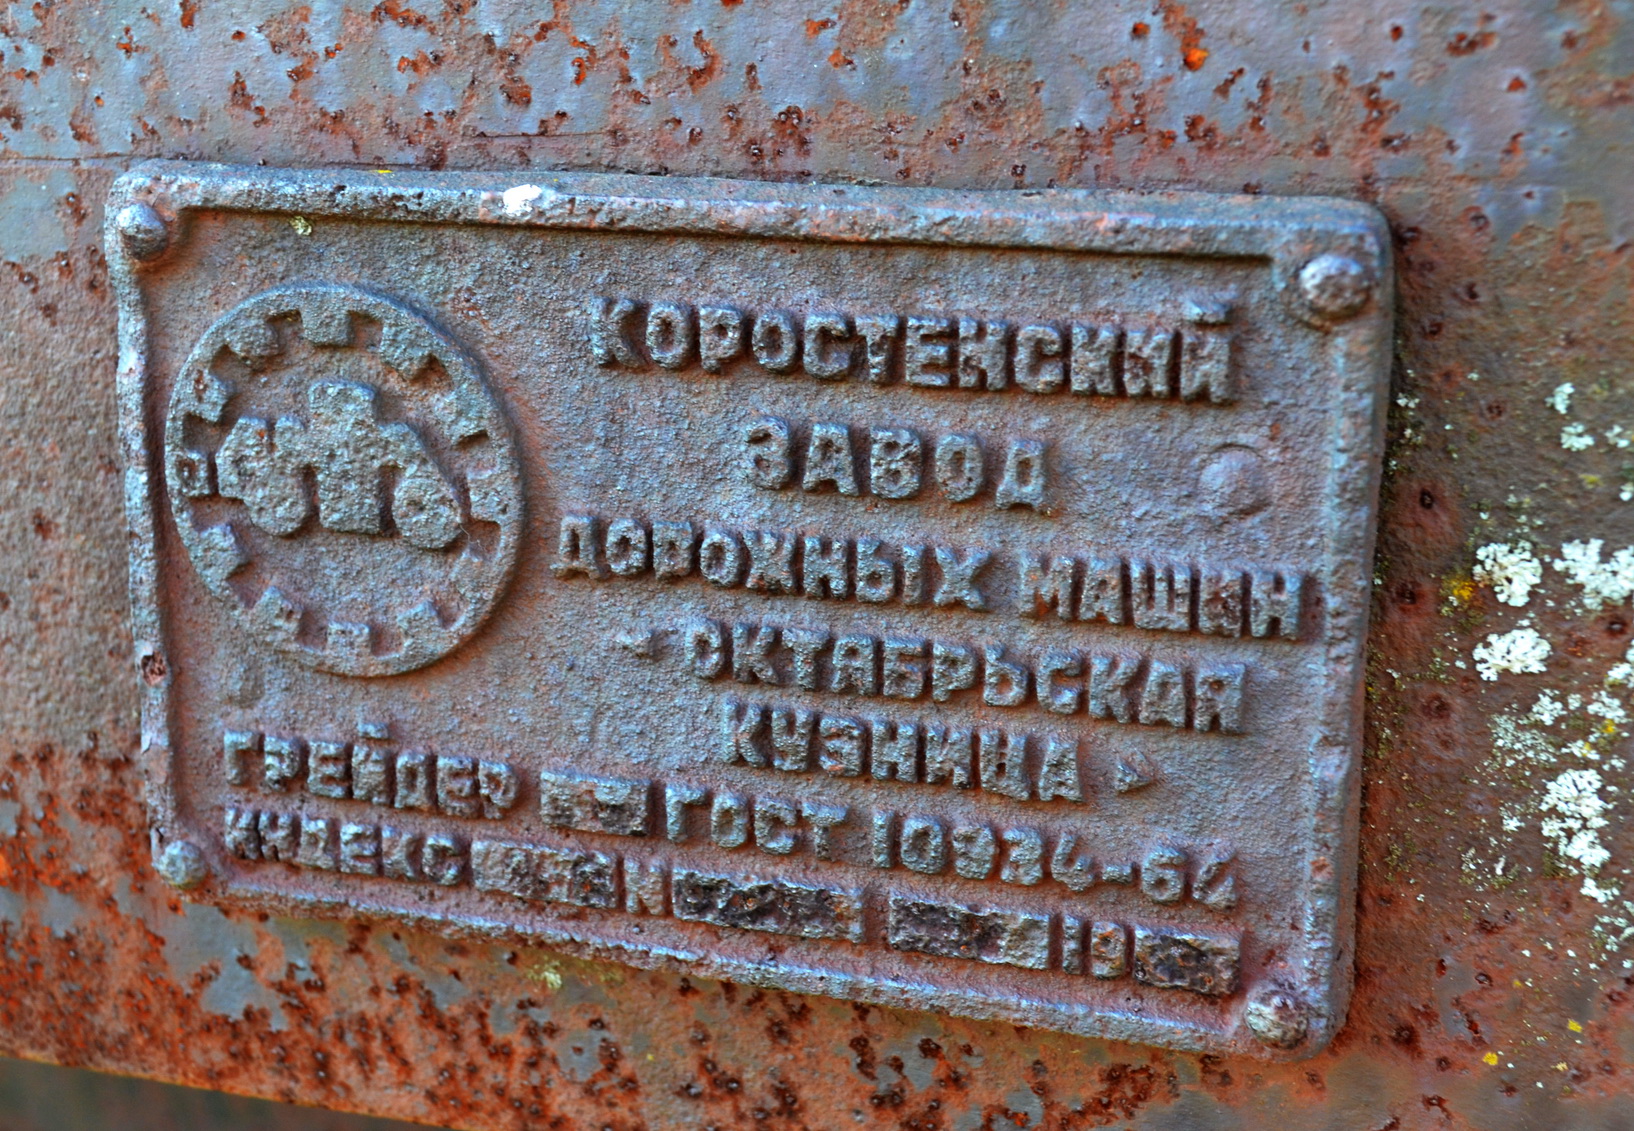 КОРОСТЕНСКИЙ
ЗАВОД
ДОРОЖНЫХ МАШИН
< ОКТЯБРЬСКАЯ
КУЗНИЦА >
ГРЕЙДЕР ГОСТ 10934-64
ИНДЕКС N 19